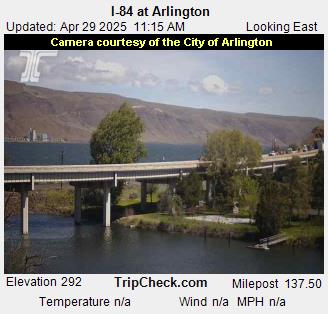 I-84 at Arlington
Updated: Apr 29 2025 11:15 AM Looking East
Camera courtesy of the City of Arlington
Elevation 292 TripCheck.com Milepost 137.50
Temperature n/a Wind n/a MPH n/a